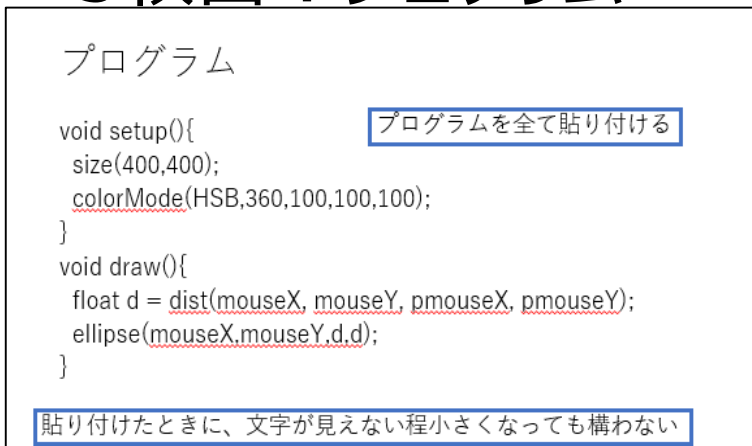 プログラム
void setup(){
プログラムを全て貼り付ける
size(400,400);
colorMode(HSB,360,100,100,100);
}
void draw(){
float d = dist(mouseX, mouseY, pmouseX, pmouseY);
ellipse(mouseX,mouseY,d,d);
}
貼り付けたときに、文字が見えない程小さくなっても構わない